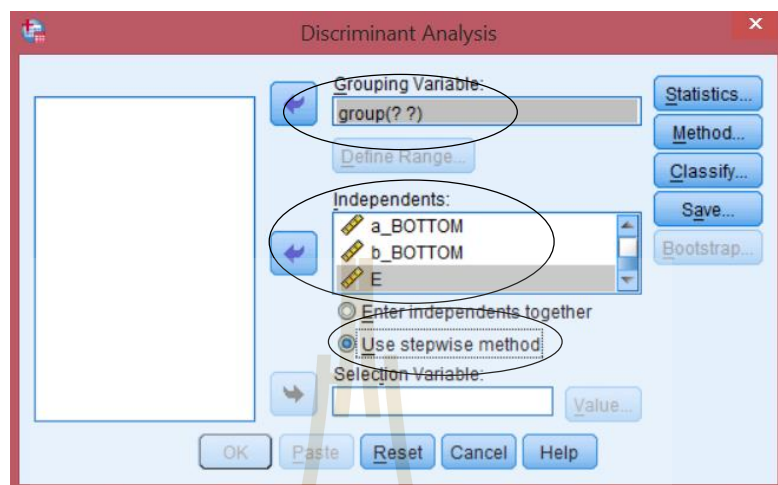 Discriminant Analysis
Grouping Variable:
group(? ?)
Define Range...
Independents:
a_BOTTOM
b_BOTTOM
E
Enter independents together
Use stepwise method
Selection Variable:
Value...
Statistics...
Method...
Classify...
Save...
Bootstrap...
OK Paste Reset Cancel Help